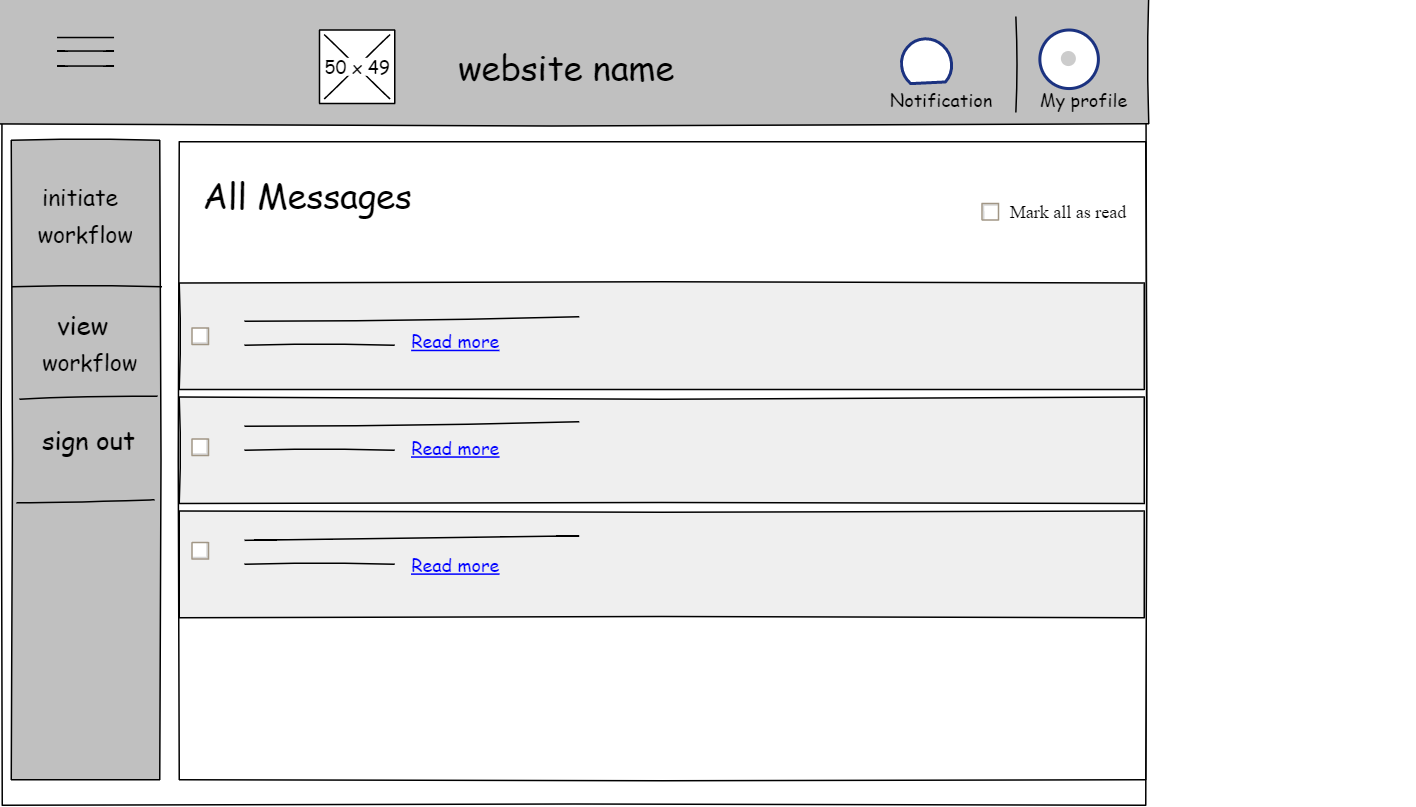 50 x 49
website name
Notification
My profile
initiate
workflow
view
workflow
sign out
All Messages
Mark all as read
Read more
Read more
Read more